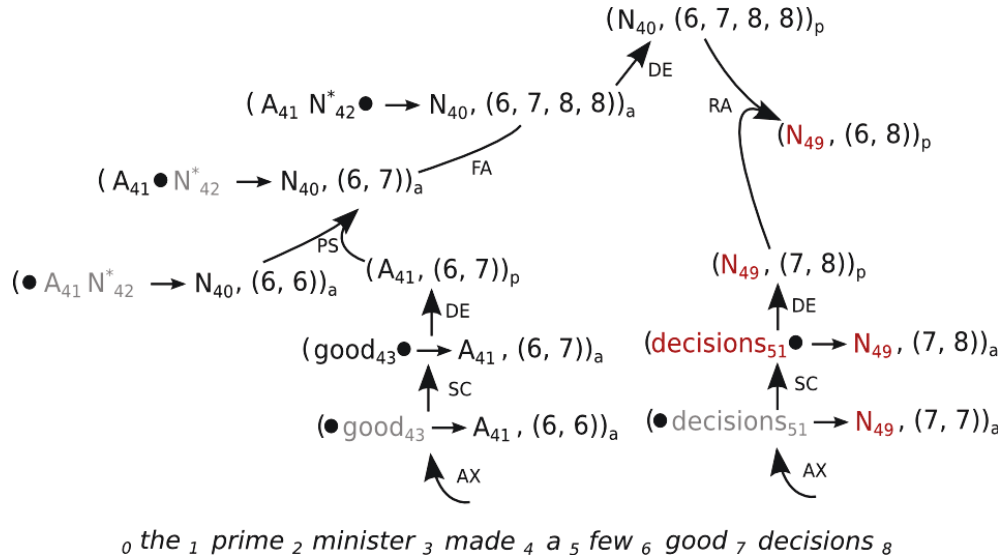 (N₄₀, (6, 7, 8, 8))ₚ
DE
(A₄₁ N*₄₂● → N₄₀, (6, 7, 8, 8))ₐ
RA
(N₄₉, (6, 8))ₚ
FA
(A₄₁● N*₄₂ → N₄₀, (6, 7))ₐ
PS
(● A₄₁ N*₄₂ → N₄₀, (6, 6))ₐ
(A₄₁, (6, 7))ₚ
(N₄₉, (7, 8))ₚ
DE
DE
(good₄₃● → A₄₁, (6, 7))ₐ
(decisions₅₁● → N₄₉, (7, 8))ₐ
SC
SC
(●good₄₃ → A₄₁, (6, 6))ₐ
(● decisions₅₁ → N₄₉, (7, 7))ₐ
AX
AX
₀ the ₁ prime ₂ minister ₃ made ₄ a ₅ few ₆ good ₇ decisions ₈